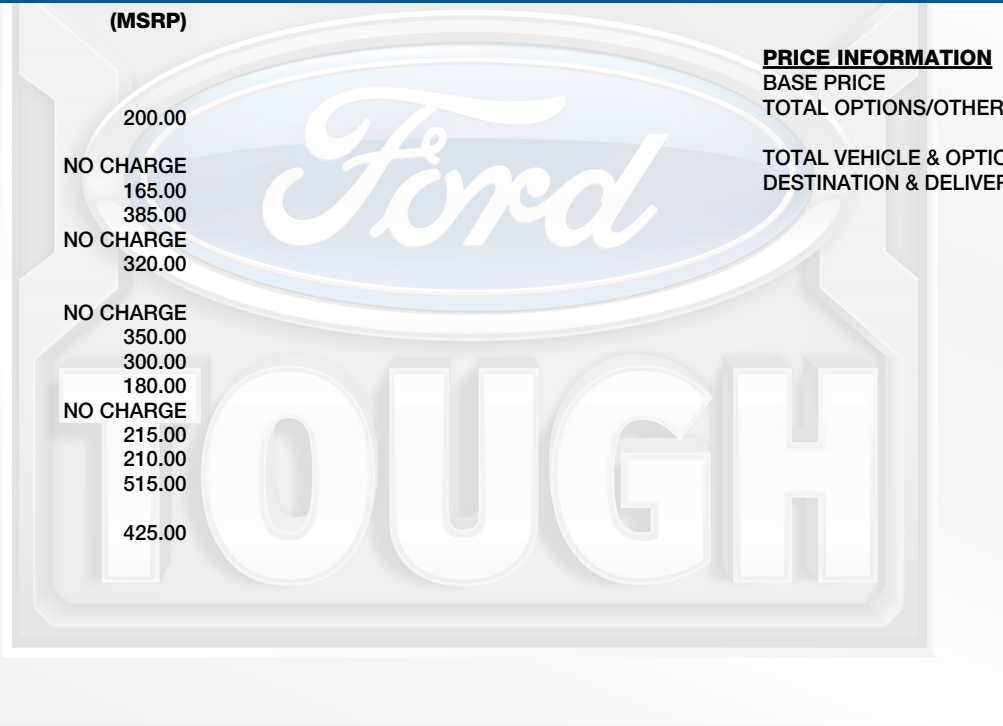 (MSRP)
200.00
NO CHARGE
165.00
385.00
NO CHARGE
320.00
NO CHARGE
350.00
300.00
180.00
NO CHARGE
215.00
210.00
515.00
425.00
PRICE INFORMATION
BASE PRICE
TOTAL OPTIONS/OTHER
TOTAL VEHICLE & OPTIO
DESTINATION & DELIVER
Ford
TOUGH